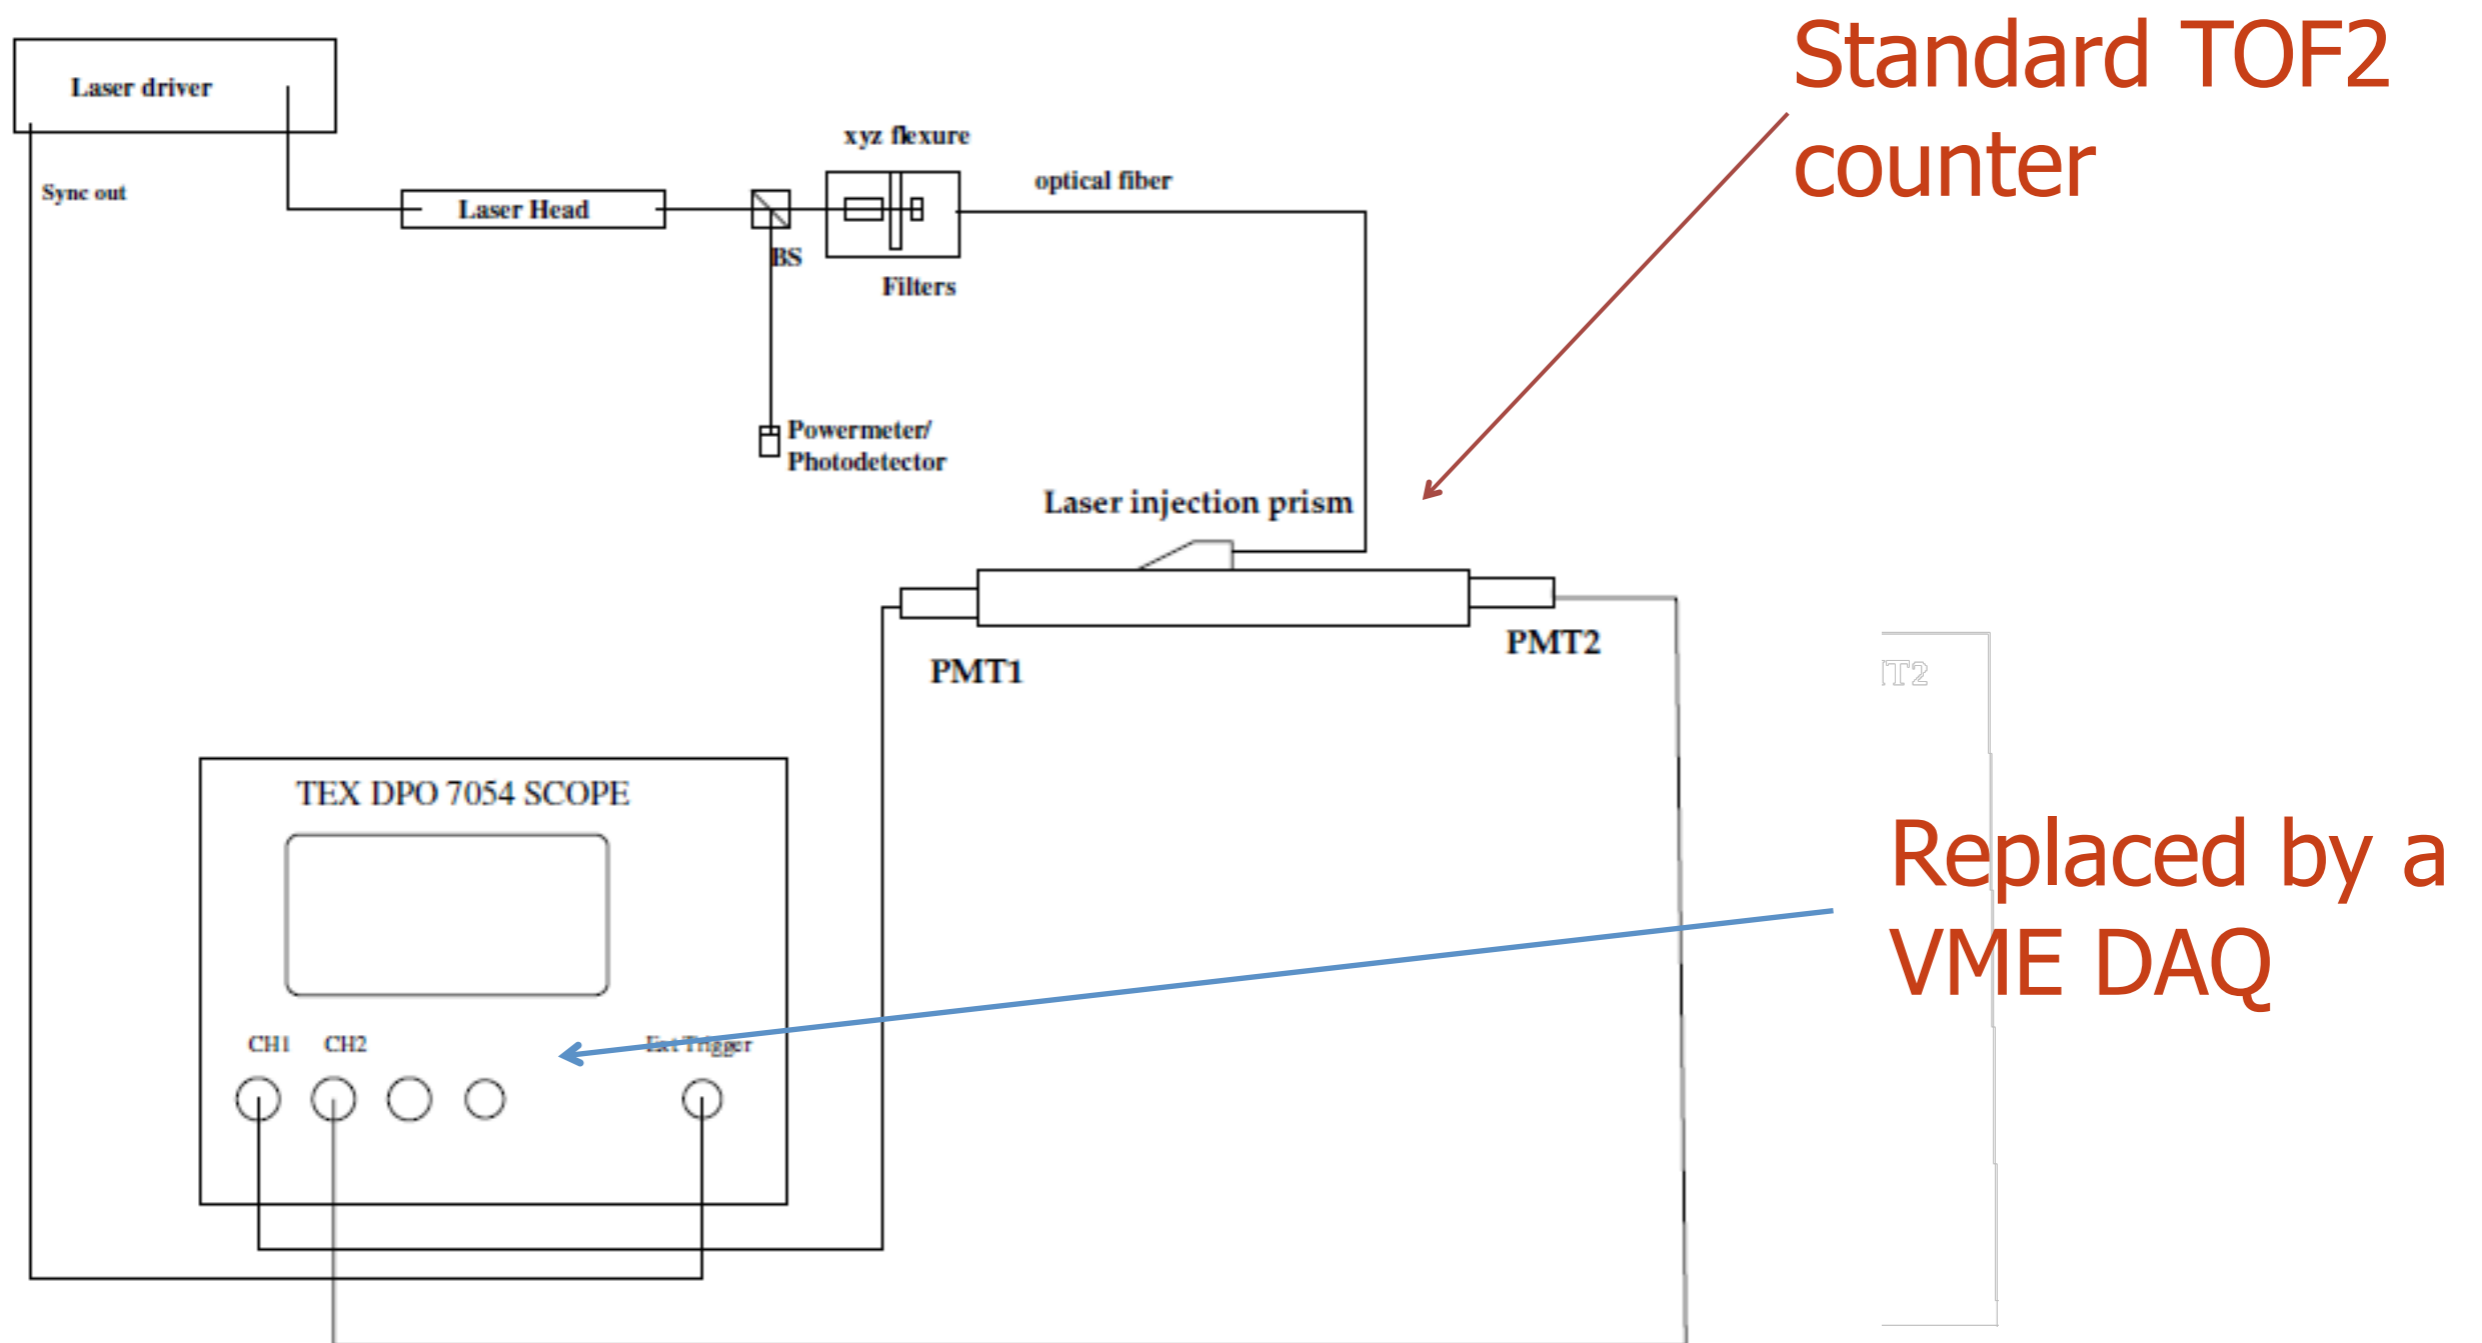 Standard TOF2
counter
Laser driver
xyz flexure
optical fiber
Sync out
Laser Head
BS
Filters
Powermeter/
Photodetector
Laser injection prism
PMT2
PMT1
TEX DPO 7054 SCOPE
Replaced by a
VME DAQ
CH1
CH2
Ext Trigger